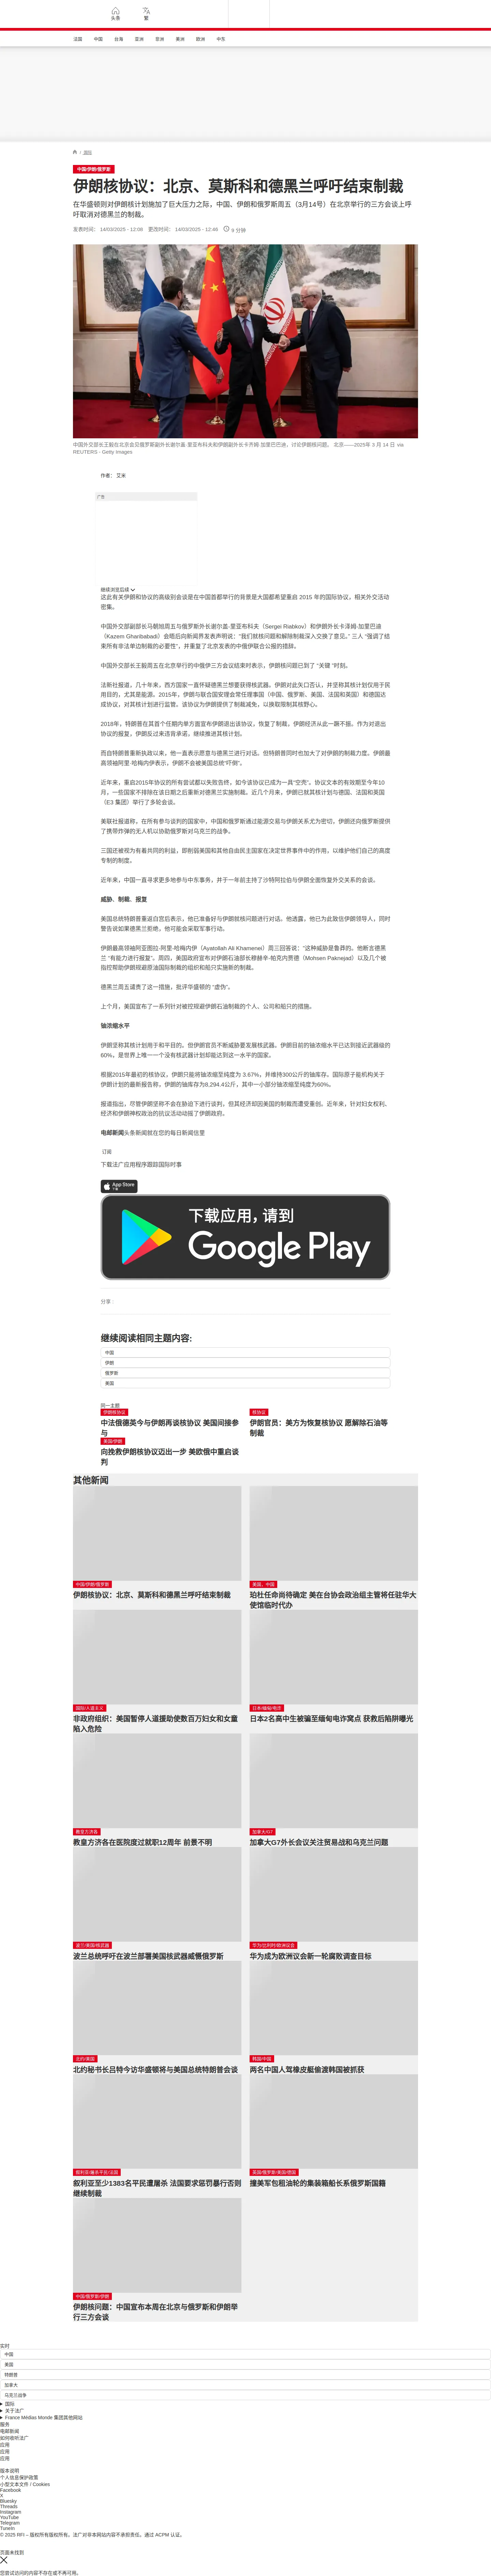 头条
繁
法国
中国
台海
亚洲
非洲
美洲
欧洲
中东
/ 国际
中国/伊朗/俄罗斯
伊朗核协议：北京、莫斯科和德黑兰呼吁结束制裁
在华盛顿则对伊朗核计划施加了巨大压力之际，中国、伊朗和俄罗斯周五（3月14号）在北京举行的三方会谈上呼吁取消对德黑兰的制裁。
发表时间： 14/03/2025 - 12:08 更改时间： 14/03/2025 - 12:46 9 分钟
中国外交部长王毅在北京会见俄罗斯副外长谢尔盖·里亚布科夫和伊朗副外长卡齐姆·加里巴巴迪，讨论伊朗核问题。 北京——2025年 3 月 14 日 via REUTERS - Getty Images
作者： 艾米
广告
继续浏览后续
这此有关伊朗和协议的高级别会谈是在中国首都举行的背景是大国都希望重启 2015 年的国际协议，相关外交活动密集。
中国外交部副部长马朝旭周五与俄罗斯外长谢尔盖-里亚布科夫（Sergei Riabkov）和伊朗外长卡泽姆-加里巴迪（Kazem Gharibabadi）会晤后向新闻界发表声明说：“我们就核问题和解除制裁深入交换了意见。” 三人 “强调了结束所有非法单边制裁的必要性”，并重复了北京发表的中俄伊联合公报的措辞。
中国外交部长王毅周五在北京举行的中俄伊三方会议结束时表示，伊朗核问题已到了 “关键 ”时刻。
法新社报道，几十年来，西方国家一直怀疑德黑兰想要获得核武器。伊朗对此矢口否认，并坚称其核计划仅用于民用目的，尤其是能源。2015年，伊朗与联合国安理会常任理事国（中国、俄罗斯、美国、法国和英国）和德国达成协议，对其核计划进行监管。该协议为伊朗提供了制裁减免，以换取限制其核野心。
2018年，特朗普在其首个任期内单方面宣布伊朗退出该协议，恢复了制裁，伊朗经济从此一蹶不振。作为对退出协议的报复，伊朗反过来违背承诺，继续推进其核计划。
而自特朗普重新执政以来，他一直表示愿意与德黑兰进行对话。但特朗普同时也加大了对伊朗的制裁力度。伊朗最高领袖阿里·哈梅内伊表示，伊朗不会被美国总统“吓倒”。
近年来，重启2015年协议的所有尝试都以失败告终，如今该协议已成为一具“空壳”。协议文本的有效期至今年10月，一些国家不排除在该日期之后重新对德黑兰实施制裁。近几个月来，伊朗已就其核计划与德国、法国和英国（E3 集团）举行了多轮会谈。
美联社报道称，在所有参与谈判的国家中，中国和俄罗斯通过能源交易与伊朗关系尤为密切。伊朗还向俄罗斯提供了携带炸弹的无人机以协助俄罗斯对乌克兰的战争。
三国还被视为有着共同的利益，即削弱美国和其他自由民主国家在决定世界事件中的作用，以维护他们自己的高度专制的制度。
近年来，中国一直寻求更多地参与中东事务，并于一年前主持了沙特阿拉伯与伊朗全面恢复外交关系的会谈。
威胁、制裁、报复
美国总统特朗普重返白宫后表示，他已准备好与伊朗就核问题进行对话。他透露，他已为此致信伊朗领导人，同时警告说如果德黑兰拒绝，他可能会采取军事行动。
伊朗最高领袖阿亚图拉-阿里-哈梅内伊（Ayatollah Ali Khamenei）周三回答说：“这种威胁是鲁莽的。他断言德黑兰 “有能力进行报复”。周四，美国政府宣布对伊朗石油部长穆赫辛-帕克内贾德（Mohsen Paknejad）以及几个被指控帮助伊朗规避原油国际制裁的组织和船只实施新的制裁。
德黑兰周五谴责了这一措施，批评华盛顿的 “虚伪”。
上个月，美国宣布了一系列针对被控规避伊朗石油制裁的个人、公司和船只的措施。
铀浓缩水平
伊朗坚称其核计划用于和平目的。但伊朗官员不断威胁要发展核武器。伊朗目前的铀浓缩水平已达到接近武器级的60%，是世界上唯一一个没有核武器计划却能达到这一水平的国家。
根据2015年最初的核协议，伊朗只能将铀浓缩至纯度为 3.67%，并维持300公斤的铀库存。国际原子能机构关于伊朗计划的最新报告称，伊朗的铀库存为8,294.4公斤，其中一小部分铀浓缩至纯度为60%。
报道指出，尽管伊朗坚称不会在胁迫下进行谈判，但其经济却因美国的制裁而遭受重创。近年来，针对妇女权利、经济和伊朗神权政治的抗议活动动摇了伊朗政府。
电邮新闻头条新闻就在您的每日新闻信里
订阅
下载法广应用程序跟踪国际时事
App Store
下载应用，请到
Google Play
分享 :
继续阅读相同主题内容:
中国
伊朗
俄罗斯
美国
同一主题
伊朗核协议
中法俄德英今与伊朗再谈核协议 美国间接参与
核协议
伊朗官员：美方为恢复核协议 愿解除石油等制裁
美国/伊朗
向挽救伊朗核协议迈出一步 美欧俄中重启谈判
其他新闻
中国/伊朗/俄罗斯
伊朗核协议：北京、莫斯科和德黑兰呼吁结束制裁
美国、中国
珀杜任命尚待确定 美在台协会政治组主管将任驻华大使馆临时代办
国际/人道主义
非政府组织：美国暂停人道援助使数百万妇女和女童陷入危险
日本/缅甸/电诈
日本2名高中生被骗至缅甸电诈窝点 获救后陷阱曝光
教皇方济各
教皇方济各在医院度过就职12周年 前景不明
加拿大/G7
加拿大G7外长会议关注贸易战和乌克兰问题
波兰/美国/核武器
波兰总统呼吁在波兰部署美国核武器威慑俄罗斯
华为/比利时/欧洲议会
华为成为欧洲议会新一轮腐败调查目标
北约/美国
北约秘书长吕特今访华盛顿将与美国总统特朗普会谈
韩国/中国
两名中国人驾橡皮艇偷渡韩国被抓获
叙利亚/屠杀平民/法国
叙利亚至少1383名平民遭屠杀 法国要求惩罚暴行否则继续制裁
英国/俄罗斯/美国/德国
撞美军包租油轮的集装箱船长系俄罗斯国籍
中国/俄罗斯/伊朗
伊朗核问题：中国宣布本周在北京与俄罗斯和伊朗举行三方会谈
实时
中国
美国
特朗普
加拿大
乌克兰战争
国际
关于法广
France Médias Monde 集团其他网站
服务
电邮新闻
如何收听法广
应用
应用
应用
版本说明
个人信息保护政策
小型文本文件 / Cookies
Facebook
X
Bluesky
Threads
Instagram
YouTube
Telegram
TuneIn
© 2025 RFI – 版权所有版权所有。法广对非本网站内容不承担责任。通过 ACPM 认证。
页面未找到
您尝试访问的内容不存在或不再可用。